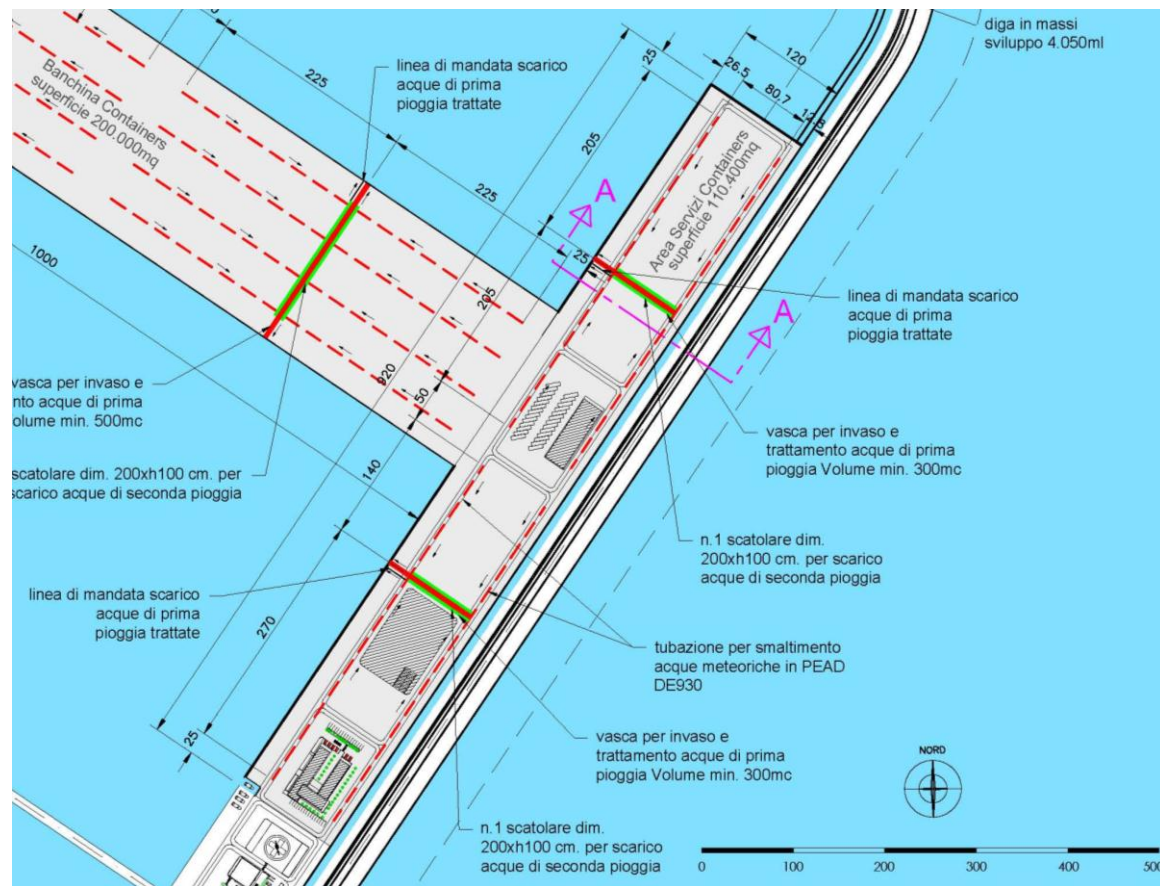 diga in massi
sviluppo 4.050ml
linea di mandata scarico
acque di prima
pioggia trattate
Banchina Containers
superficie 200.000mq
225
25
120
26.5
80.7
12.8
205
225
Area Servizi Containers
superficie 110.400mq
A
25
1000
205
linea di mandata scarico
acque di prima
pioggia trattate
A
920
50
vasca per invaso e
nto acque di prima
olume min. 500mc
vasca per invaso e
trattamento acque di prima
pioggia Volume min. 300mc
scatolare dim. 200xh100 cm. per
scarico acque di seconda pioggia
140
n.1 scatolare dim.
200xh100 cm. per scarico
acque di seconda pioggia
linea di mandata scarico
acque di prima
pioggia trattate
270
tubazione per smaltimento
acque meteoriche in PEAD
DE930
25
vasca per invaso e
trattamento acque di prima
pioggia Volume min. 300mc
NORD
n.1 scatolare dim.
200xh100 cm. per scarico
acque di seconda pioggia
0 100 200 300 400 500